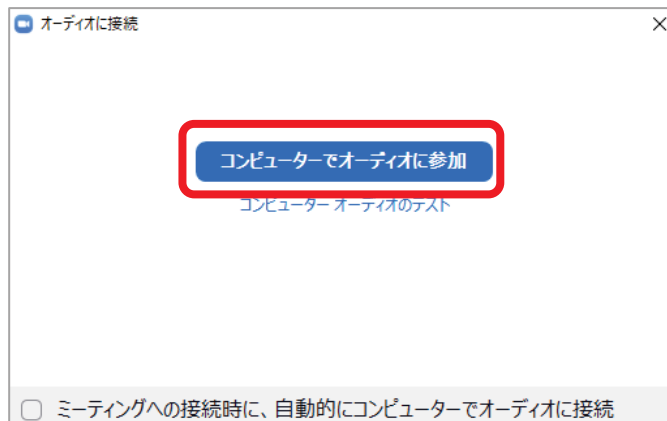 オーディオに接続
コンピューターでオーディオに参加
コンピューター オーディオのテスト
ミーティングへの接続時に、自動的にコンピューターでオーディオに接続